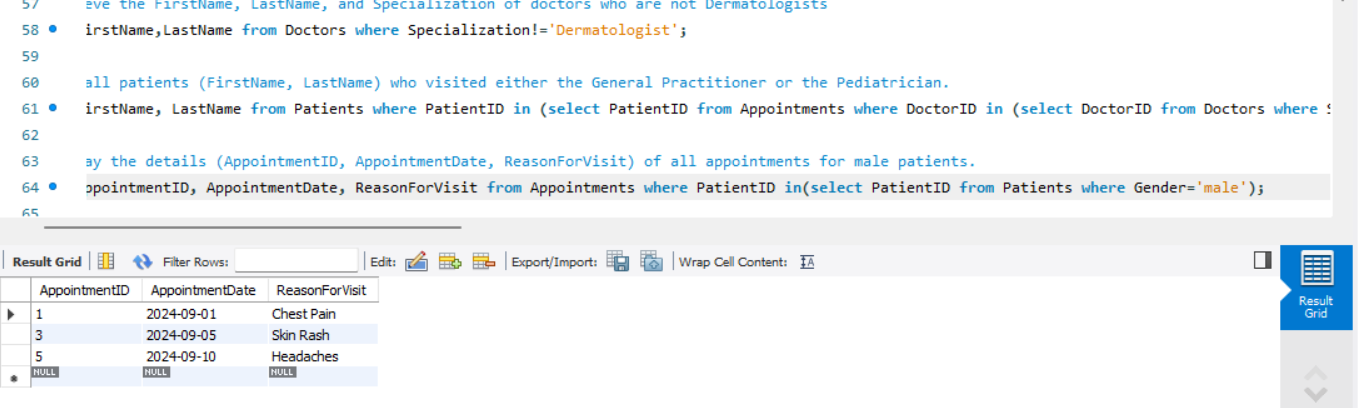 57 eve the FirstName, LastName, and Specialization of doctors who are not Dermatologists
58 irstName,LastName from Doctors where Specialization!='Dermatologist';
59
60 all patients (FirstName, LastName) who visited either the General Practitioner or the Pediatrician.
61 irstName, LastName from Patients where PatientID in (select PatientID from Appointments where DoctorID in (select DoctorID from Doctors where
62
63 ay the details (AppointmentID, AppointmentDate, ReasonForVisit) of all appointments for male patients.
64 ppointmentID, AppointmentDate, ReasonForVisit from Appointments where PatientID in(select PatientID from Patients where Gender='male');
65
Result Grid Filter Rows: Edit: Export/Import: Wrap Cell Content: IA
AppointmentID AppointmentDate ReasonForVisit
1 2024-09-01 Chest Pain
3 2024-09-05 Skin Rash
5 2024-09-10 Headaches
NULL NULL NULL
Result
Grid